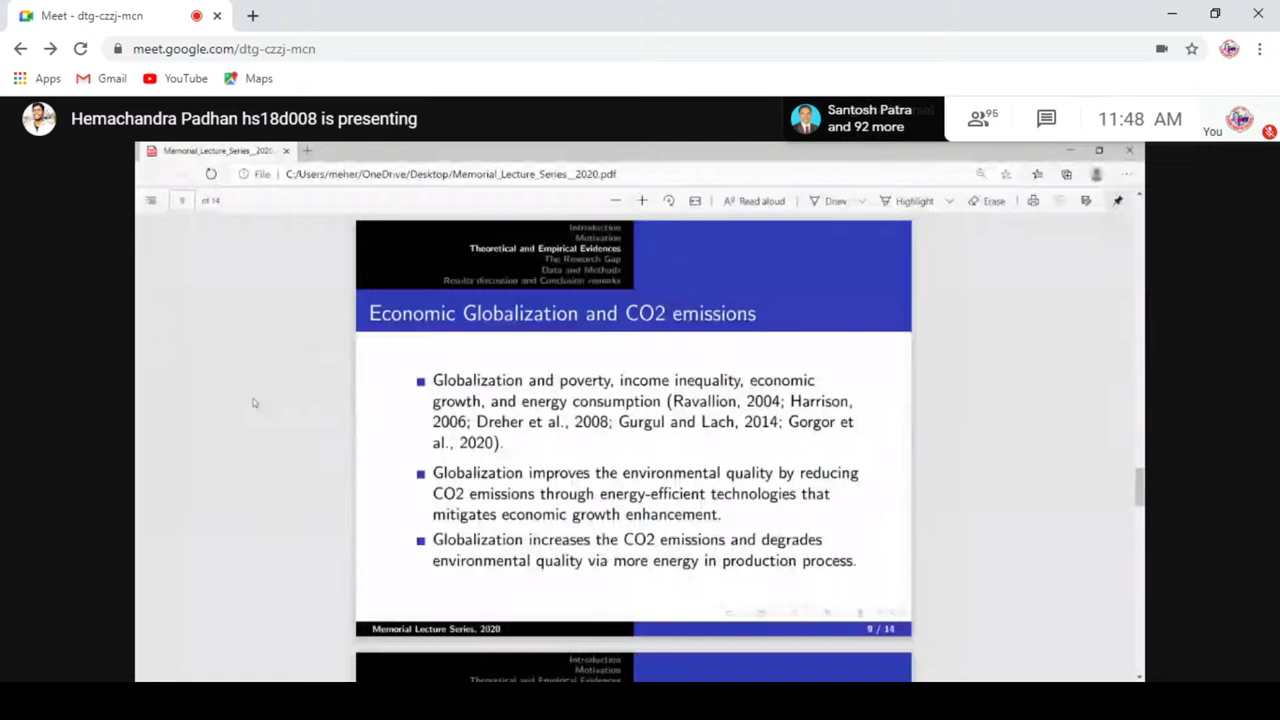 Meet - dtg-czzj-mcn
meet.google.com/dtg-czzj-mcn
Apps Gmail YouTube Maps
Hemachandra Padhan hs18d008 is presenting
Santosh Patra
and 92 more
95
11:48 AM
You
Memorial_Lecture_Series__2020.
File C:/Users/meher/OneDrive/Desktop/Memorial_Lecture_Series__2020.pdf
9 of 14
Read aloud Draw Highlight Erase
Introduction
Motivation
Theoretical and Empirical Evidences
The Research Gap
Data and Methods
Results discussion and Conclusion remarks
Economic Globalization and CO2 emissions
Globalization and poverty, income inequality, economic
growth, and energy consumption (Ravallion, 2004; Harrison,
2006; Dreher et al., 2008; Gurgul and Lach, 2014; Gorgor et
al., 2020).
Globalization improves the environmental quality by reducing
CO2 emissions through energy-efficient technologies that
mitigates economic growth enhancement.
Globalization increases the CO2 emissions and degrades
environmental quality via more energy in production process.
Memorial Lecture Series, 2020 9 / 14
Introduction
Motivation
Theoretical and Empirical Evidences